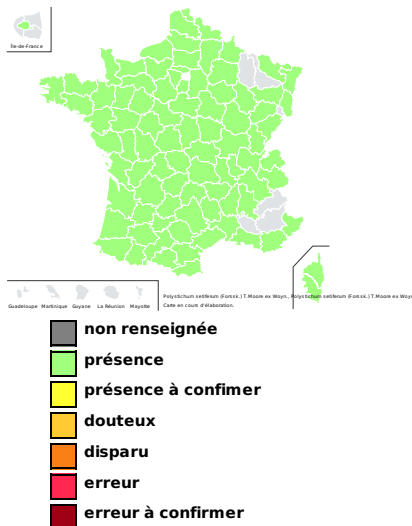 Île-de-France
Guadeloupe Martinique Guyane La Réunion Mayotte
Polystichum setiferum (Forssk.) T.Moore ex Woyn., Polystichum setiferum (Forssk.) T.Moore ex Woyn
Carte en cours d'élaboration.
non renseignée
présence
présence à confimer
douteux
disparu
erreur
erreur à confirmer